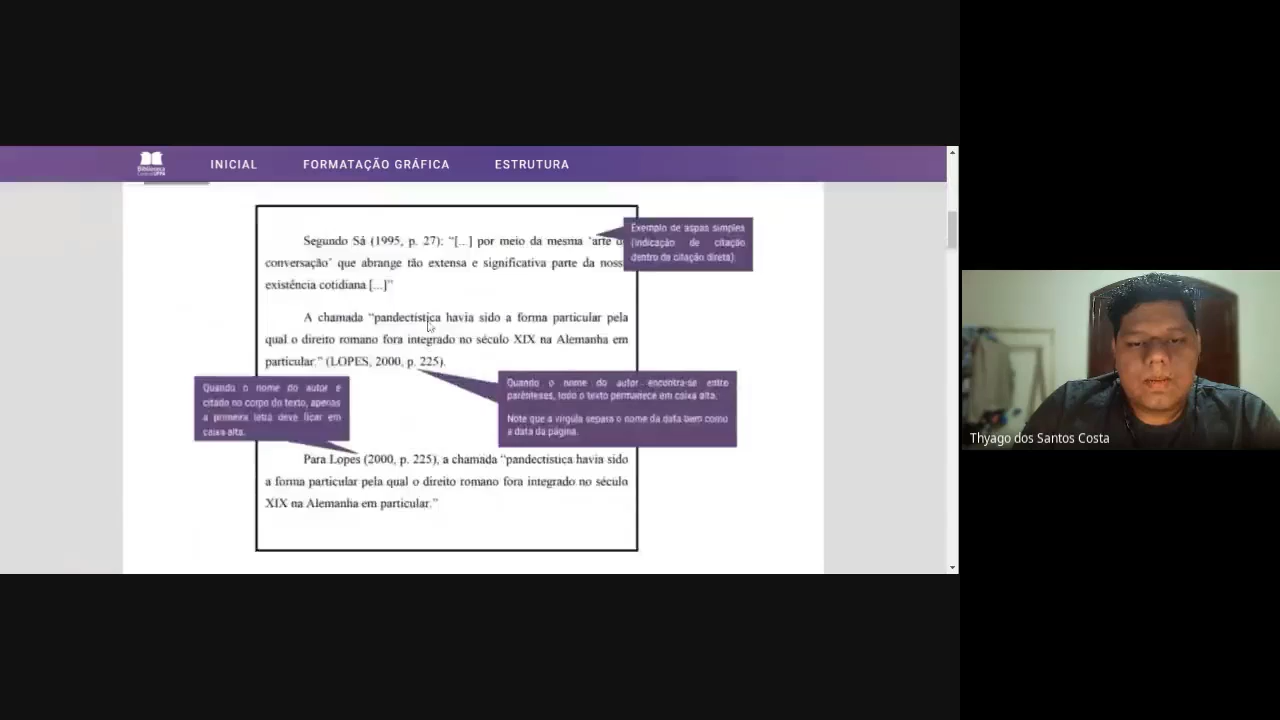 INICIAL
FORMATAÇÃO GRÁFICA
ESTRUTURA
Segundo Sá (1995, p. 27): “[...] por meio da mesma ‘arte
conversação’ que abrange tão extensa e significativa parte da noss
existência cotidiana [...]”
Exemplo de aspas simples
(indicação de citação
dentro da citação direta).
A chamada “pandectística havia sido a forma particular pela
qual o direito romano fora integrado no século XIX na Alemanha em
particular.” (LOPES, 2000, p. 225).
Quando o nome do autor é
citado no corpo do texto, apenas
a primeira letra deve ficar em
caixa alta.
Quando o nome do autor encontra-se entre
parênteses, todo o texto permanece em caixa alta.
Note que a vírgula separa o nome da data bem como
a data da página.
Para Lopes (2000, p. 225), a chamada “pandectística havia sido
a forma particular pela qual o direito romano fora integrado no século
XIX na Alemanha em particular.”
Thyago dos Santos Costa